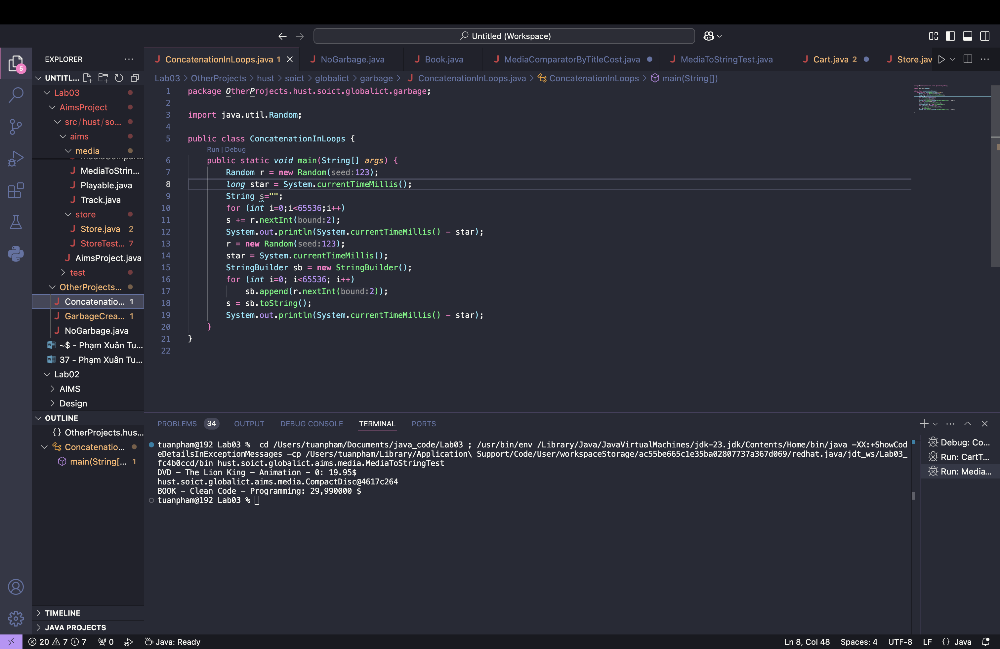 Untitled (Workspace)
EXPLORER
ConcatenationInLoops.java 1
NoGarbage.java
Book.java
MediaComparatorByTitleCost.java
MediaToStringTest.java
Cart.java 2
Store.jav
5
UNTITL...
Lab03 > OtherProjects > hust > soict > globalict > garbage > ConcatenationInLoops.java > ConcatenationInLoops > main(String[])
Lab03
AimsProject
src/hust/so...
aims
media
MediaToStrin...
Playable.java
Track.java
store
Store.java 2
StoreTest... 7
AimsProject.java
test
OtherProjects...
Concatenatio... 1
GarbageCrea... 1
NoGarbage.java
~$ - Phạm Xuân Tu...
37 - Phạm Xuân Tu...
Lab02
AIMS
Design
OUTLINE
{} OtherProjects.hus...
Concatenatio...
main(String[... 1
TIMELINE
JAVA PROJECTS
1 package OtherProjects.hust.soict.globalict.garbage;
2
3 import java.util.Random;
4
5 public class ConcatenationInLoops {
Run | Debug
6 public static void main(String[] args) {
7 Random r = new Random(seed:123);
8 long star = System.currentTimeMillis();
9 String s="";
10 for (int i=0;i<65536;i++)
11 s += r.nextInt(bound:2);
12 System.out.println(System.currentTimeMillis() - star);
13 r = new Random(seed:123);
14 star = System.currentTimeMillis();
15 StringBuilder sb = new StringBuilder();
16 for (int i=0; i<65536; i++)
17 sb.append(r.nextInt(bound:2));
18 s = sb.toString();
19 System.out.println(System.currentTimeMillis() - star);
20 }
21 }
22
PROBLEMS 34 OUTPUT DEBUG CONSOLE TERMINAL PORTS
tuanpham@192 Lab03 %  cd /Users/tuanpham/Documents/java_code/Lab03 ; /usr/bin/env /Library/Java/JavaVirtualMachines/jdk-23.jdk/Contents/Home/bin/java -XX:+ShowCod
eDetailsInExceptionMessages -cp /Users/tuanpham/Library/Application\ Support/Code/User/workspaceStorage/ac55be665c1e35ba02807737a367d069/redhat.java/jdt_ws/Lab03_
fc4b0ccd/bin hust.soict.globalict.aims.media.MediaToStringTest
DVD - The Lion King - Animation - 0: 19.95$
hust.soict.globalict.aims.media.CompactDisc@4617c264
BOOK - Clean Code - Programming: 29,990000 $
tuanpham@192 Lab03 %
Debug: Co...
Run: CartT...
Run: Media...
20 7 7 0 Java: Ready
Ln 8, Col 48 Spaces: 4 UTF-8 LF {} Java